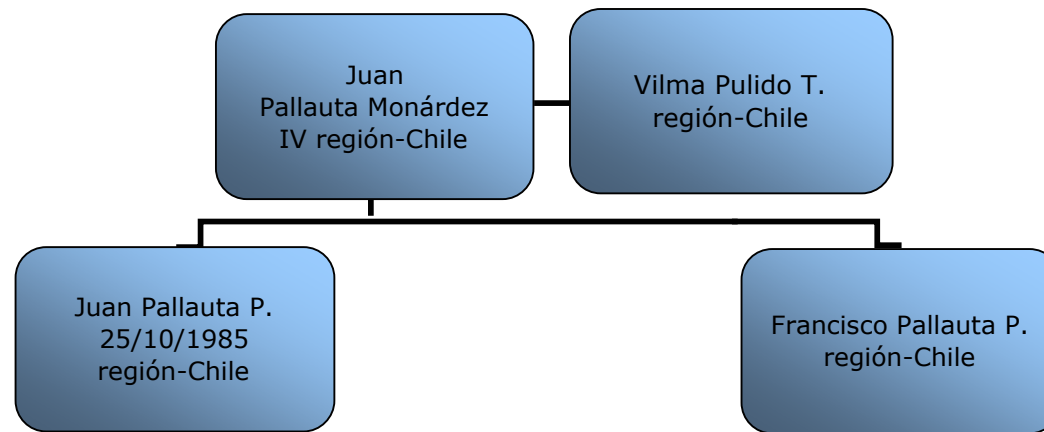 Juan
Pallauta Monárdez
IV región-Chile
Vilma Pulido T.
región-Chile
Juan Pallauta P.
25/10/1985
región-Chile
Francisco Pallauta P.
región-Chile